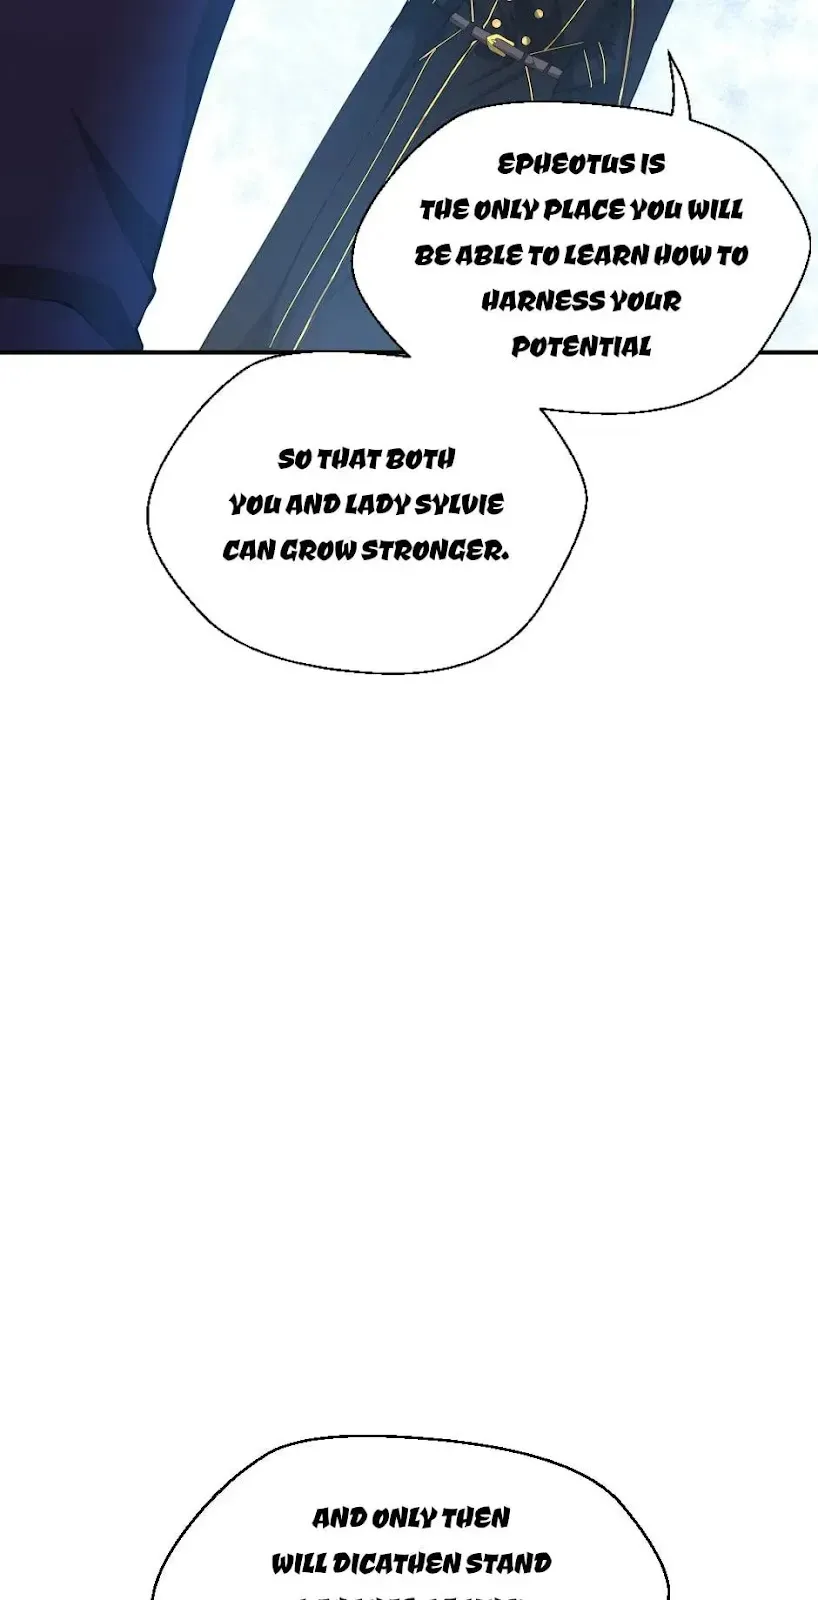 EPHEOTUS IS
THE ONLY PLACE YOU WILL
BE ABLE TO LEARN HOW TO
HARNESS YOUR
POTENTIAL
SO THAT BOTH
YOU AND LADY SYLVIE
CAN GROW STRONGER.
AND ONLY THEN
WILL DICATHEN STAND